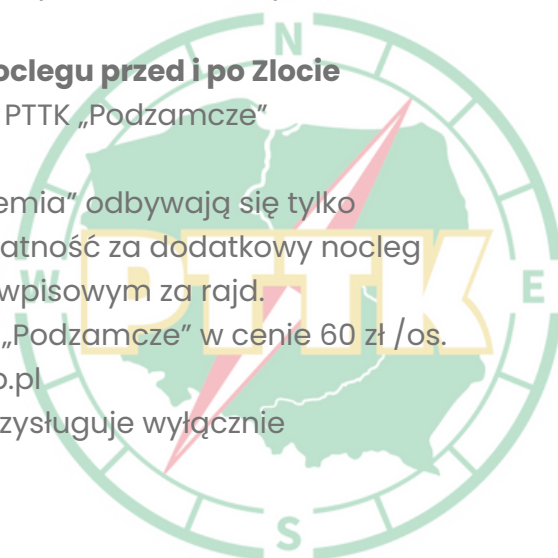 N
oclegu przed i po Zlocie
PTTK „Podzamcze”
emia” odbywają się tylko
atność za dodatkowy nocleg
W PTTK E
wpisowym za rajd.
„Podzamcze” w cenie 60 zł /os.
o.pl
zysługuje wyłącznie
S